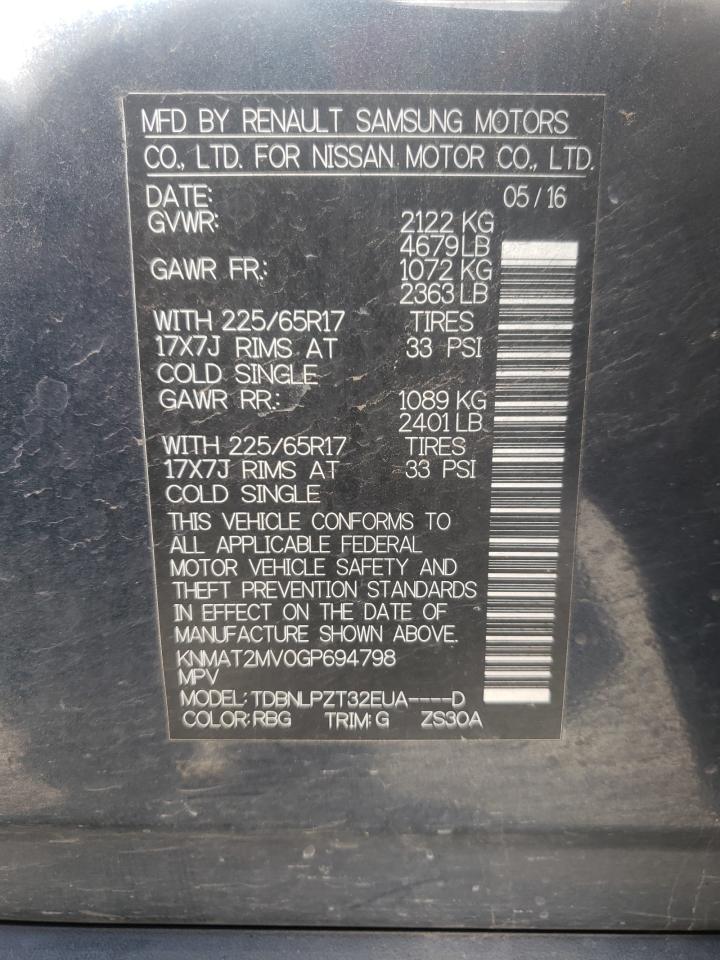 MFD BY RENAULT SAMSUNG MOTORS
CO., LTD. FOR NISSAN MOTOR CO., LTD.
DATE: 05/16
GVWR: 2122 KG
4679 LB
GAWR FR.: 1072 KG
2363 LB
WITH 225/65R17 TIRES
17X7J RIMS AT 33 PSI
COLD SINGLE
GAWR RR.: 1089 KG
2401 LB
WITH 225/65R17 TIRES
17X7J RIMS AT 33 PSI
COLD SINGLE
THIS VEHICLE CONFORMS TO
ALL APPLICABLE FEDERAL
MOTOR VEHICLE SAFETY AND
THEFT PREVENTION STANDARDS
IN EFFECT ON THE DATE OF
MANUFACTURE SHOWN ABOVE.
KNMAT2MV0GP694798
MPV
MODEL: TDBNLPZT32EUA----D
COLOR: RBG TRIM: G ZS30A